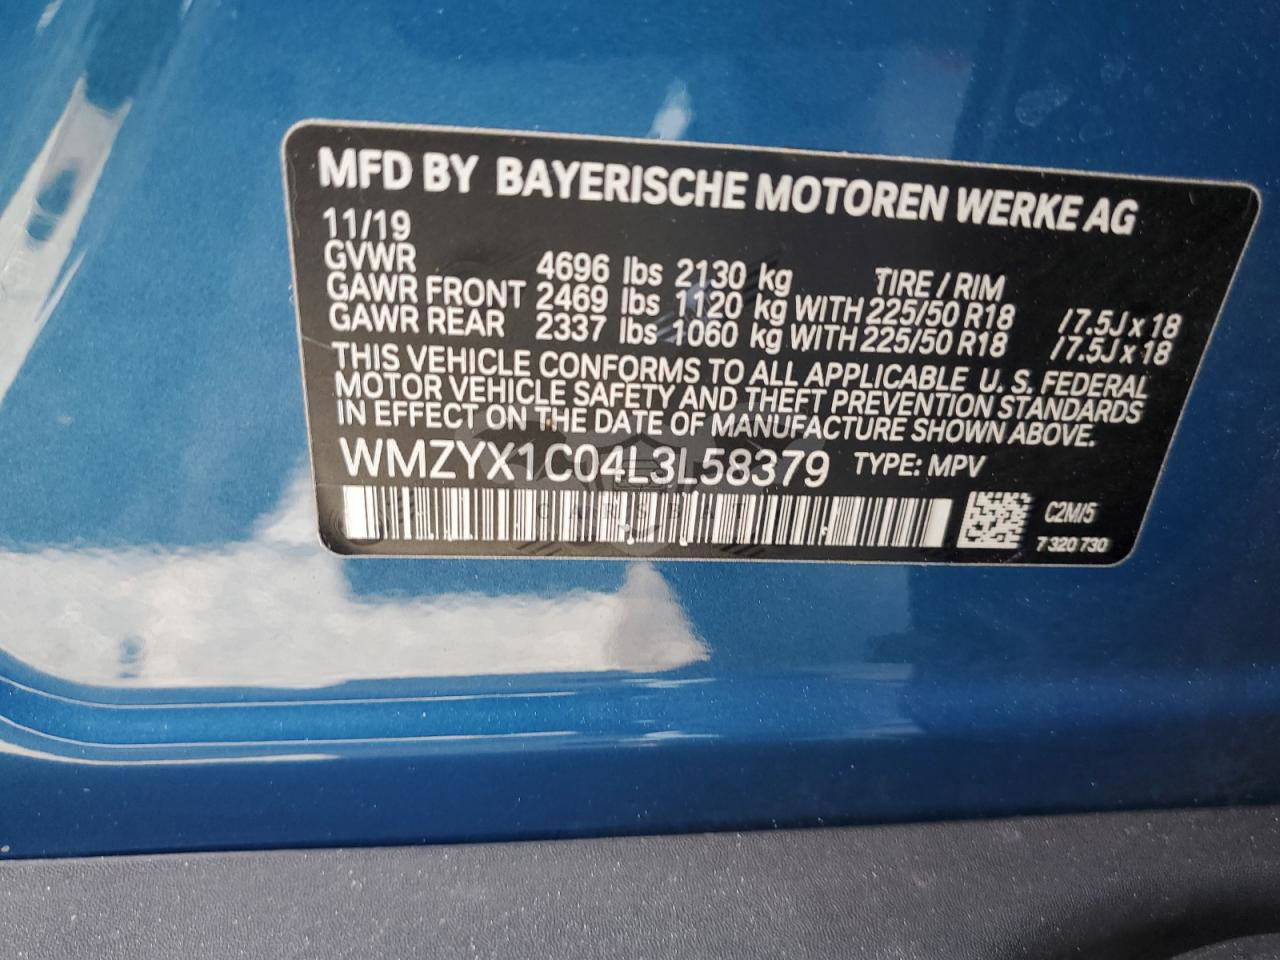 MFD BY BAYERISCHE MOTOREN WERKE AG
11/19
GVWR 4696 lbs 2130 kg TIRE / RIM
GAWR FRONT 2469 lbs 1120 kg WITH 225/50 R18 /7.5J x 18
GAWR REAR 2337 lbs 1060 kg WITH 225/50 R18 /7.5J x 18
THIS VEHICLE CONFORMS TO ALL APPLICABLE U. S. FEDERAL
MOTOR VEHICLE SAFETY AND THEFT PREVENTION STANDARDS
IN EFFECT ON THE DATE OF MANUFACTURE SHOWN ABOVE.
WMZYX1C04L3L58379 TYPE: MPV
CARSBAT
C2M/5
7 320 730